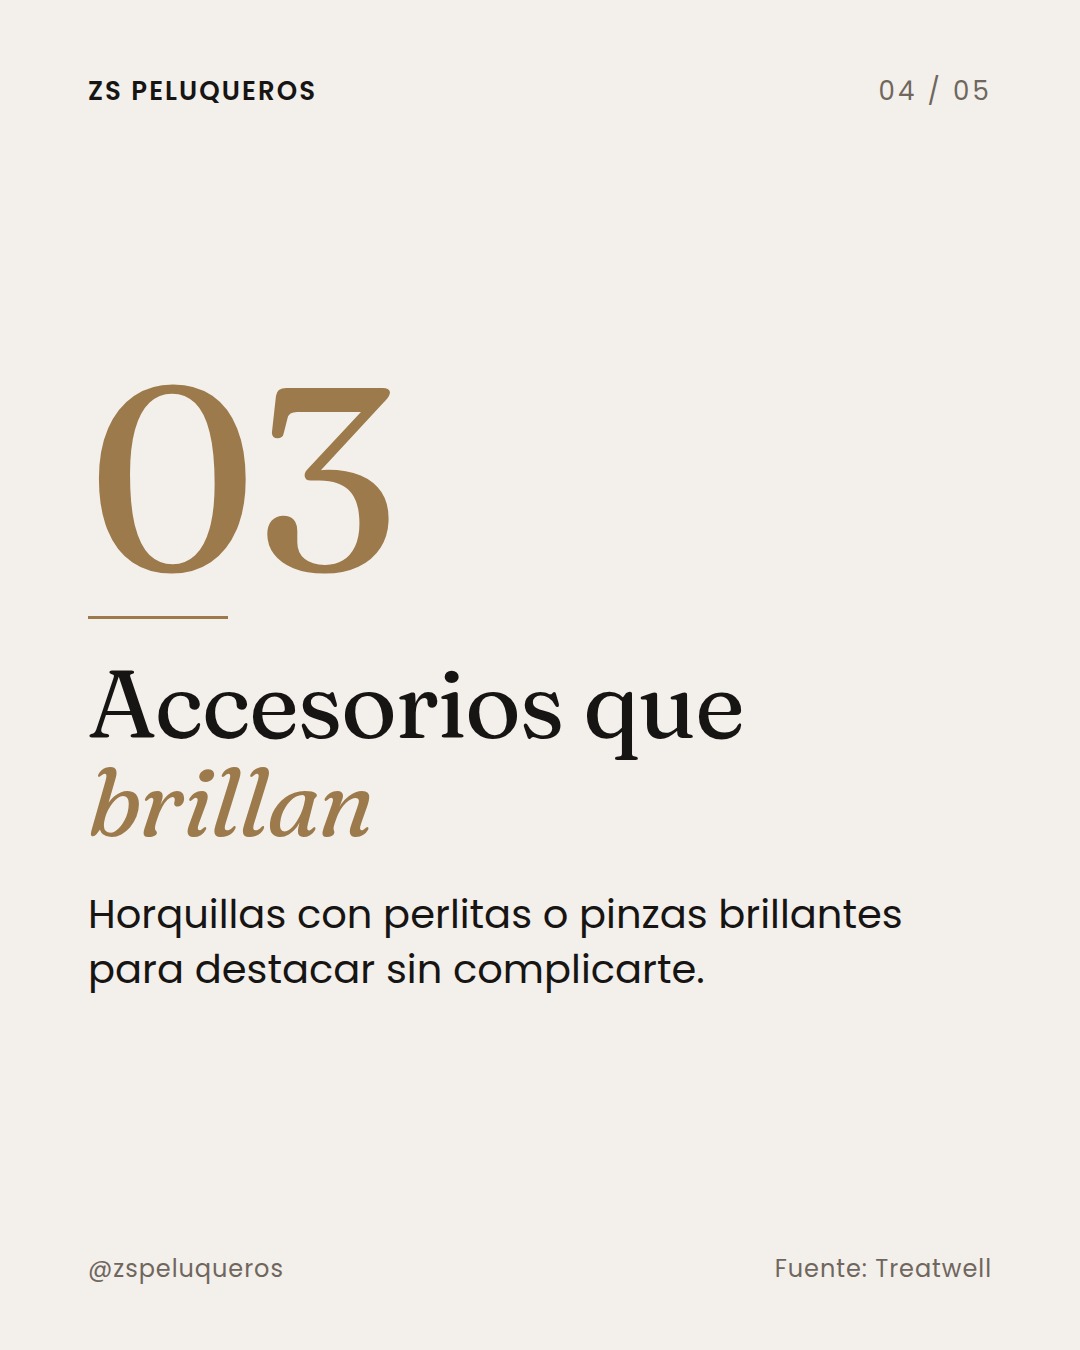 ZS PELUQUEROS
04 / 05
03
Accesorios que
brillan
Horquillas con perlitas o pinzas brillantes
para destacar sin complicarte.
@zspeluqueros
Fuente: Treatwell